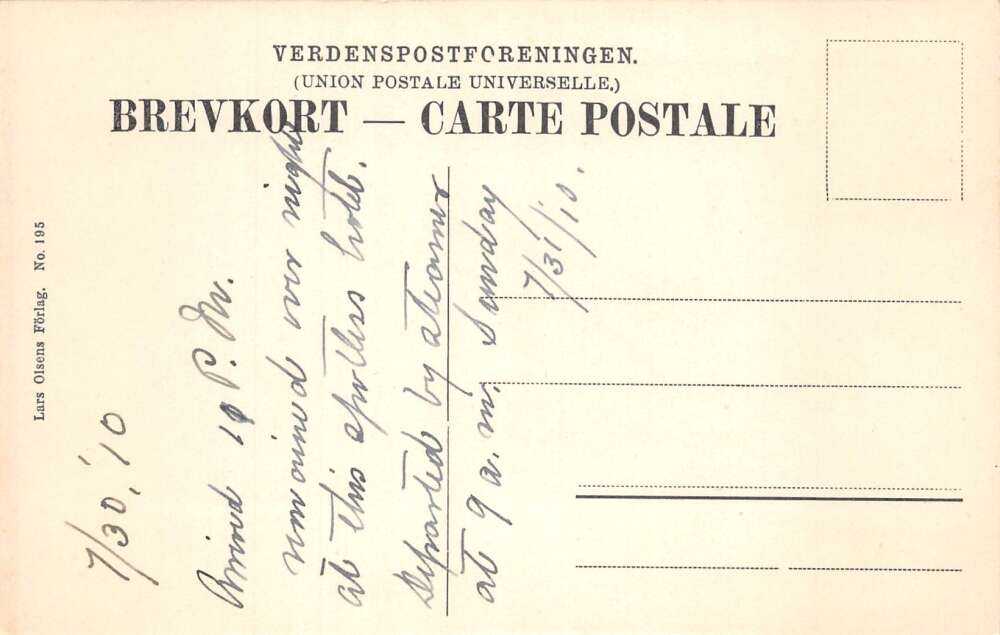 VERDENSPOSTFORENINGEN.
(UNION POSTALE UNIVERSELLE.)
BREVKORT — CARTE POSTALE
Lars Olsens Förlag. No. 195
7/30, '10
Arrived 10 P. M.
remained over night
at this spotless hotel.
Departed by steamer
at 9 a.m. Sunday
7/31/10.